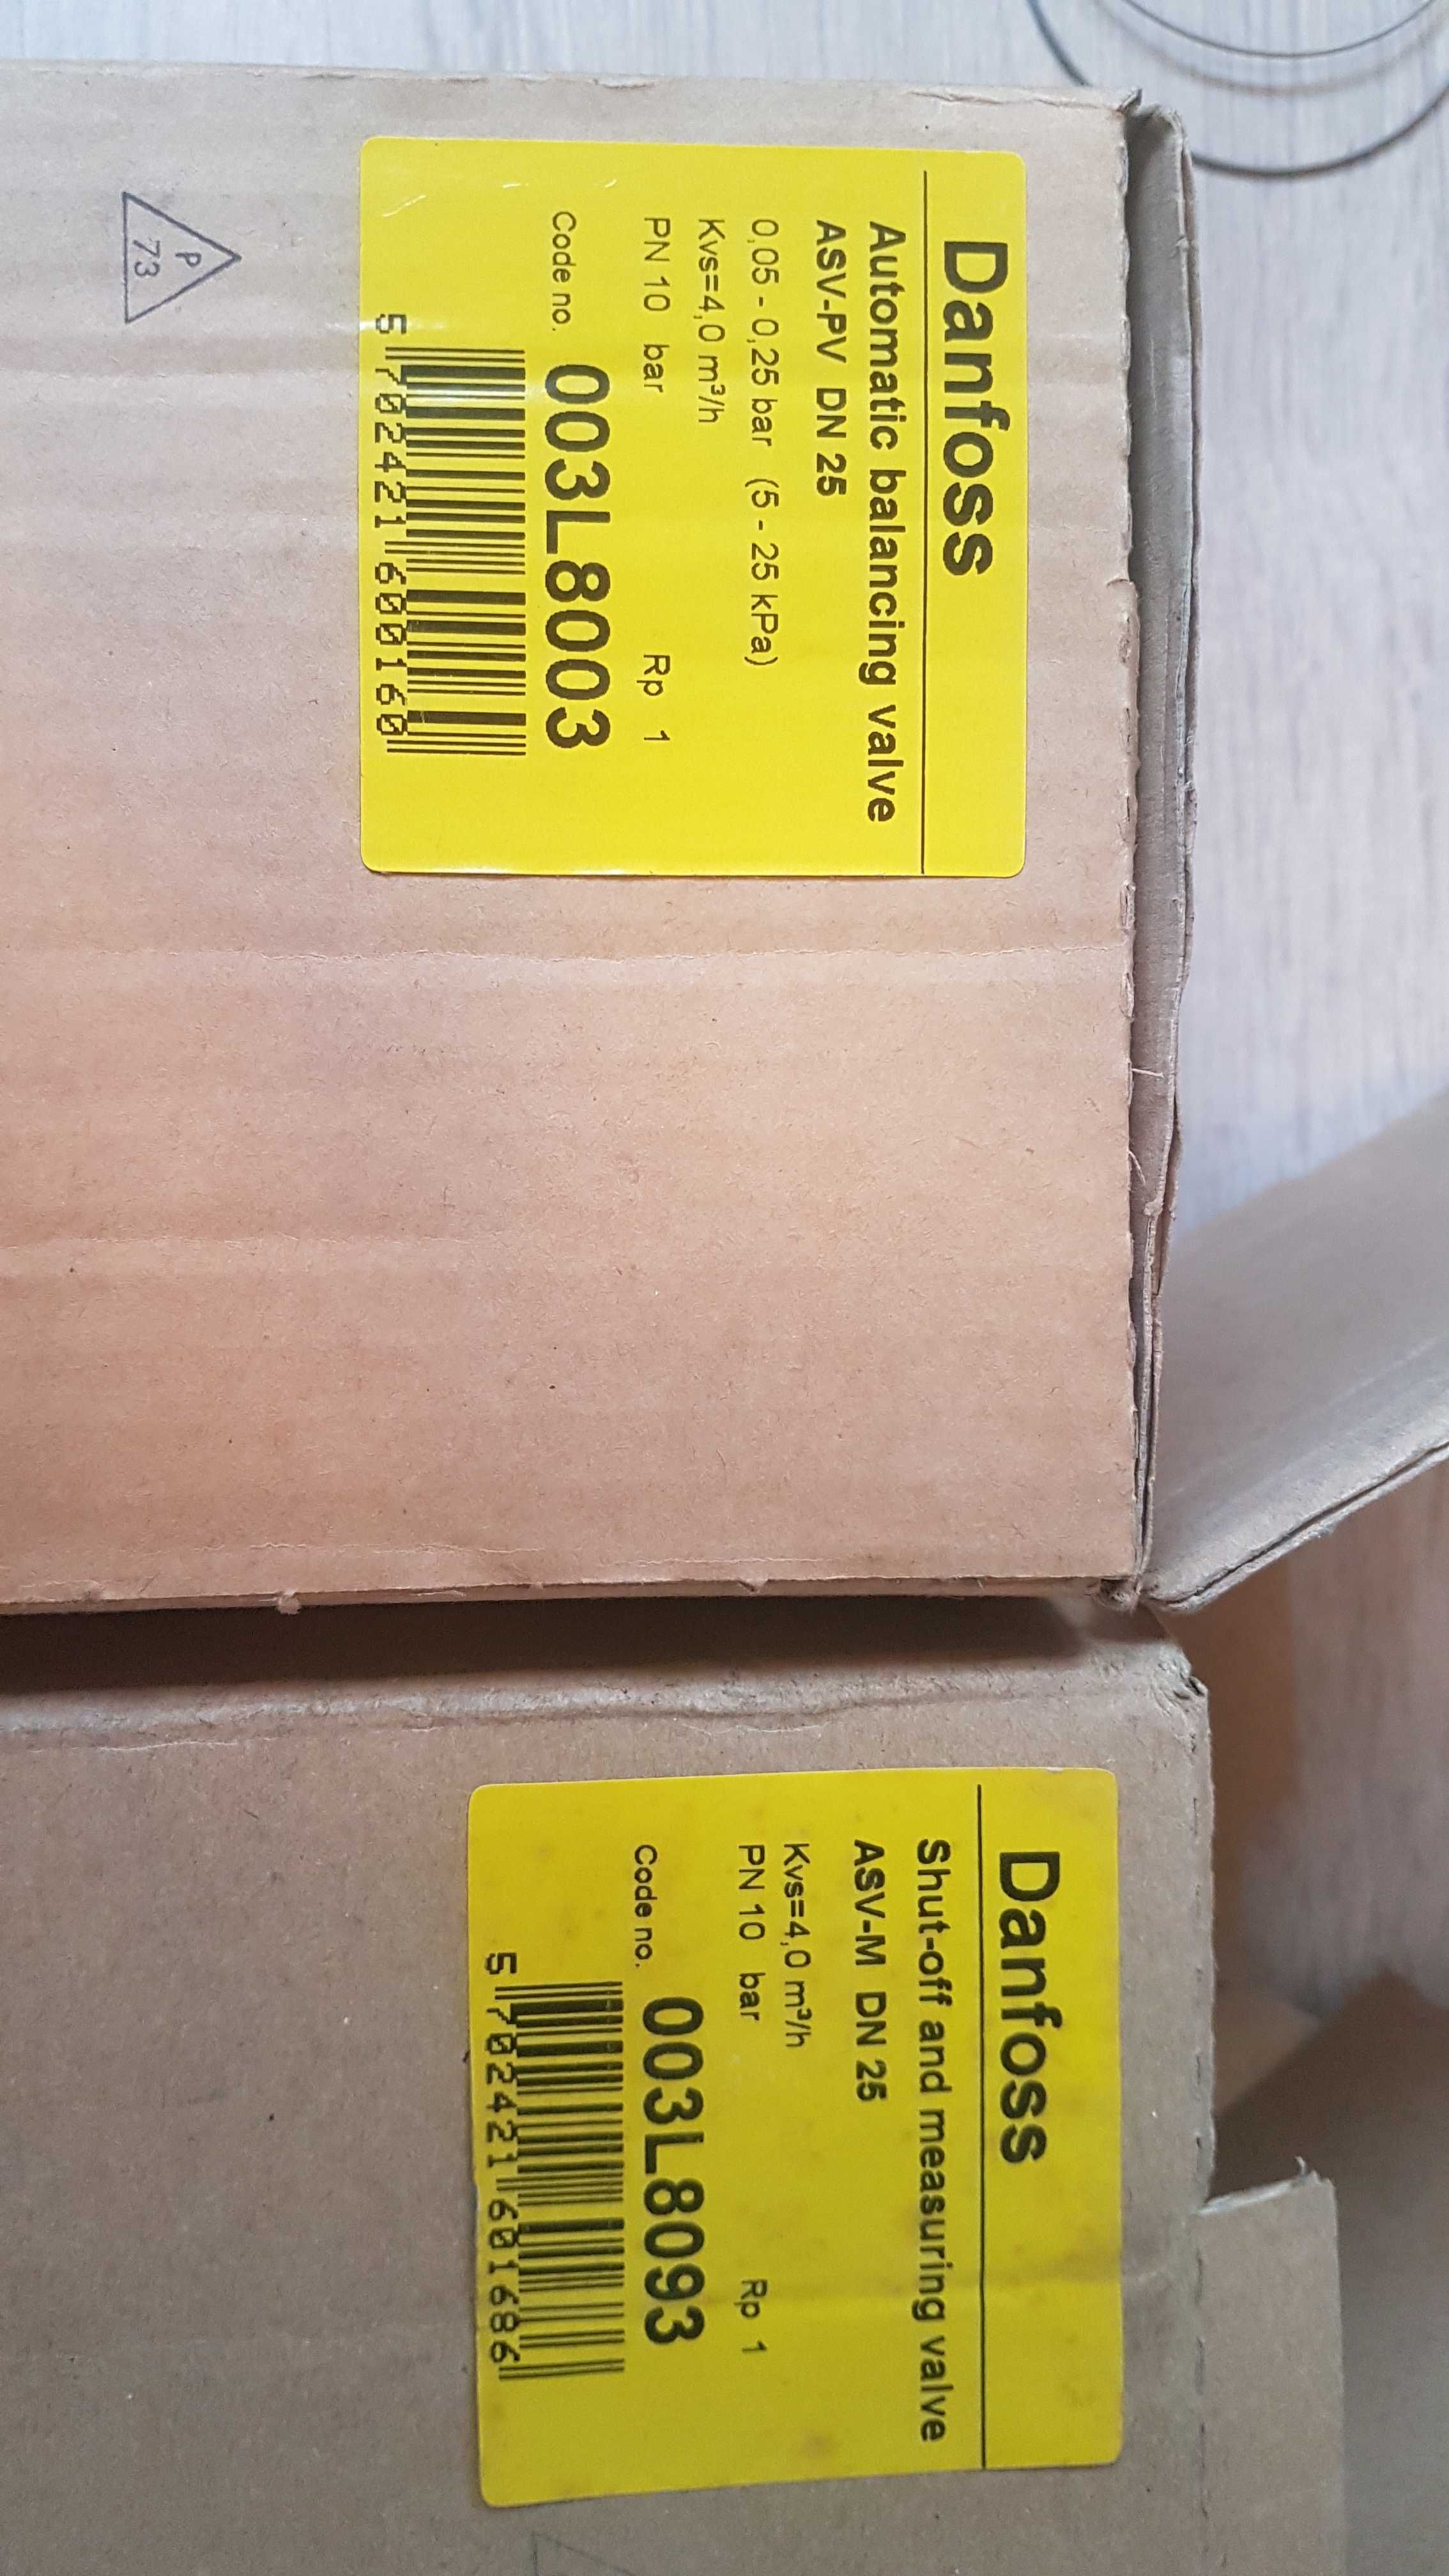 Danfoss
Automatic balancing valve
ASV-PV DN 25
0,05 - 0,25 bar (5 - 25 kPa)
Kvs=4,0 m³/h
PN 10 bar Rp 1
Code no. 003L8003
5 702421 600160
P
73
Danfoss
Shut-off and measuring valve
ASV-M DN 25
Kvs=4,0 m³/h
PN 10 bar Rp 1
Code no. 003L8093
5 702421 601686